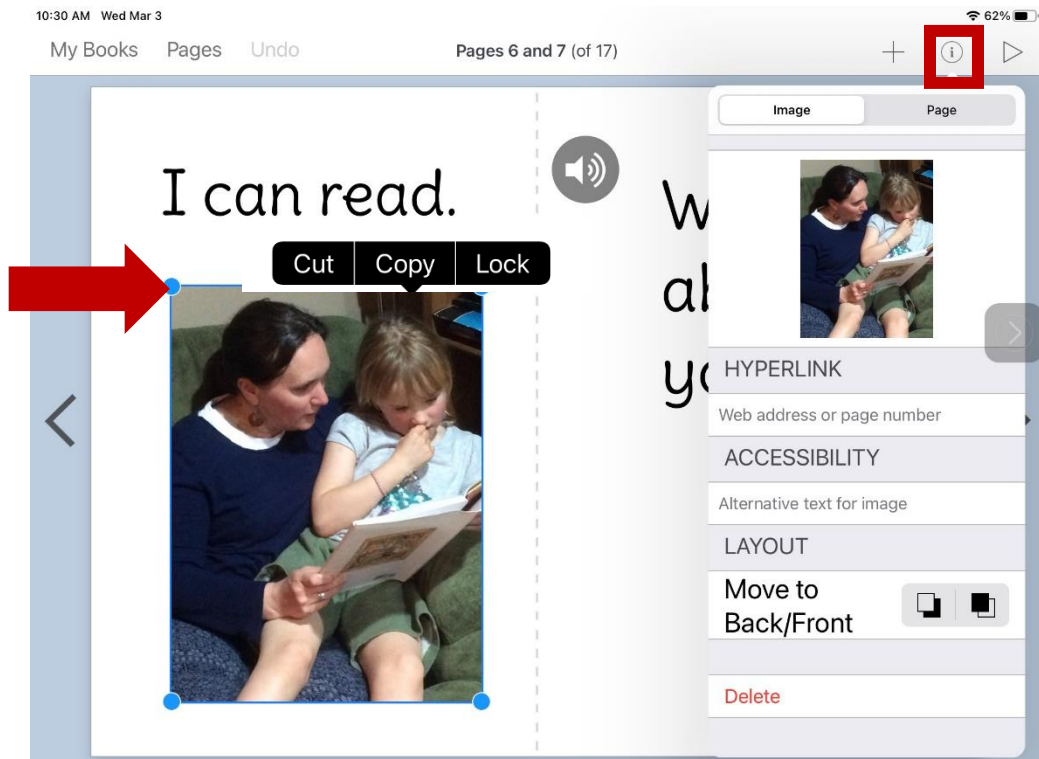 10:30 AM Wed Mar 3
62%
My Books Pages Undo
Pages 6 and 7 (of 17)
I can read.
Cut Copy Lock
W
al
yo
Image Page
HYPERLINK
Web address or page number
ACCESSIBILITY
Alternative text for image
LAYOUT
Move to
Back/Front
Delete